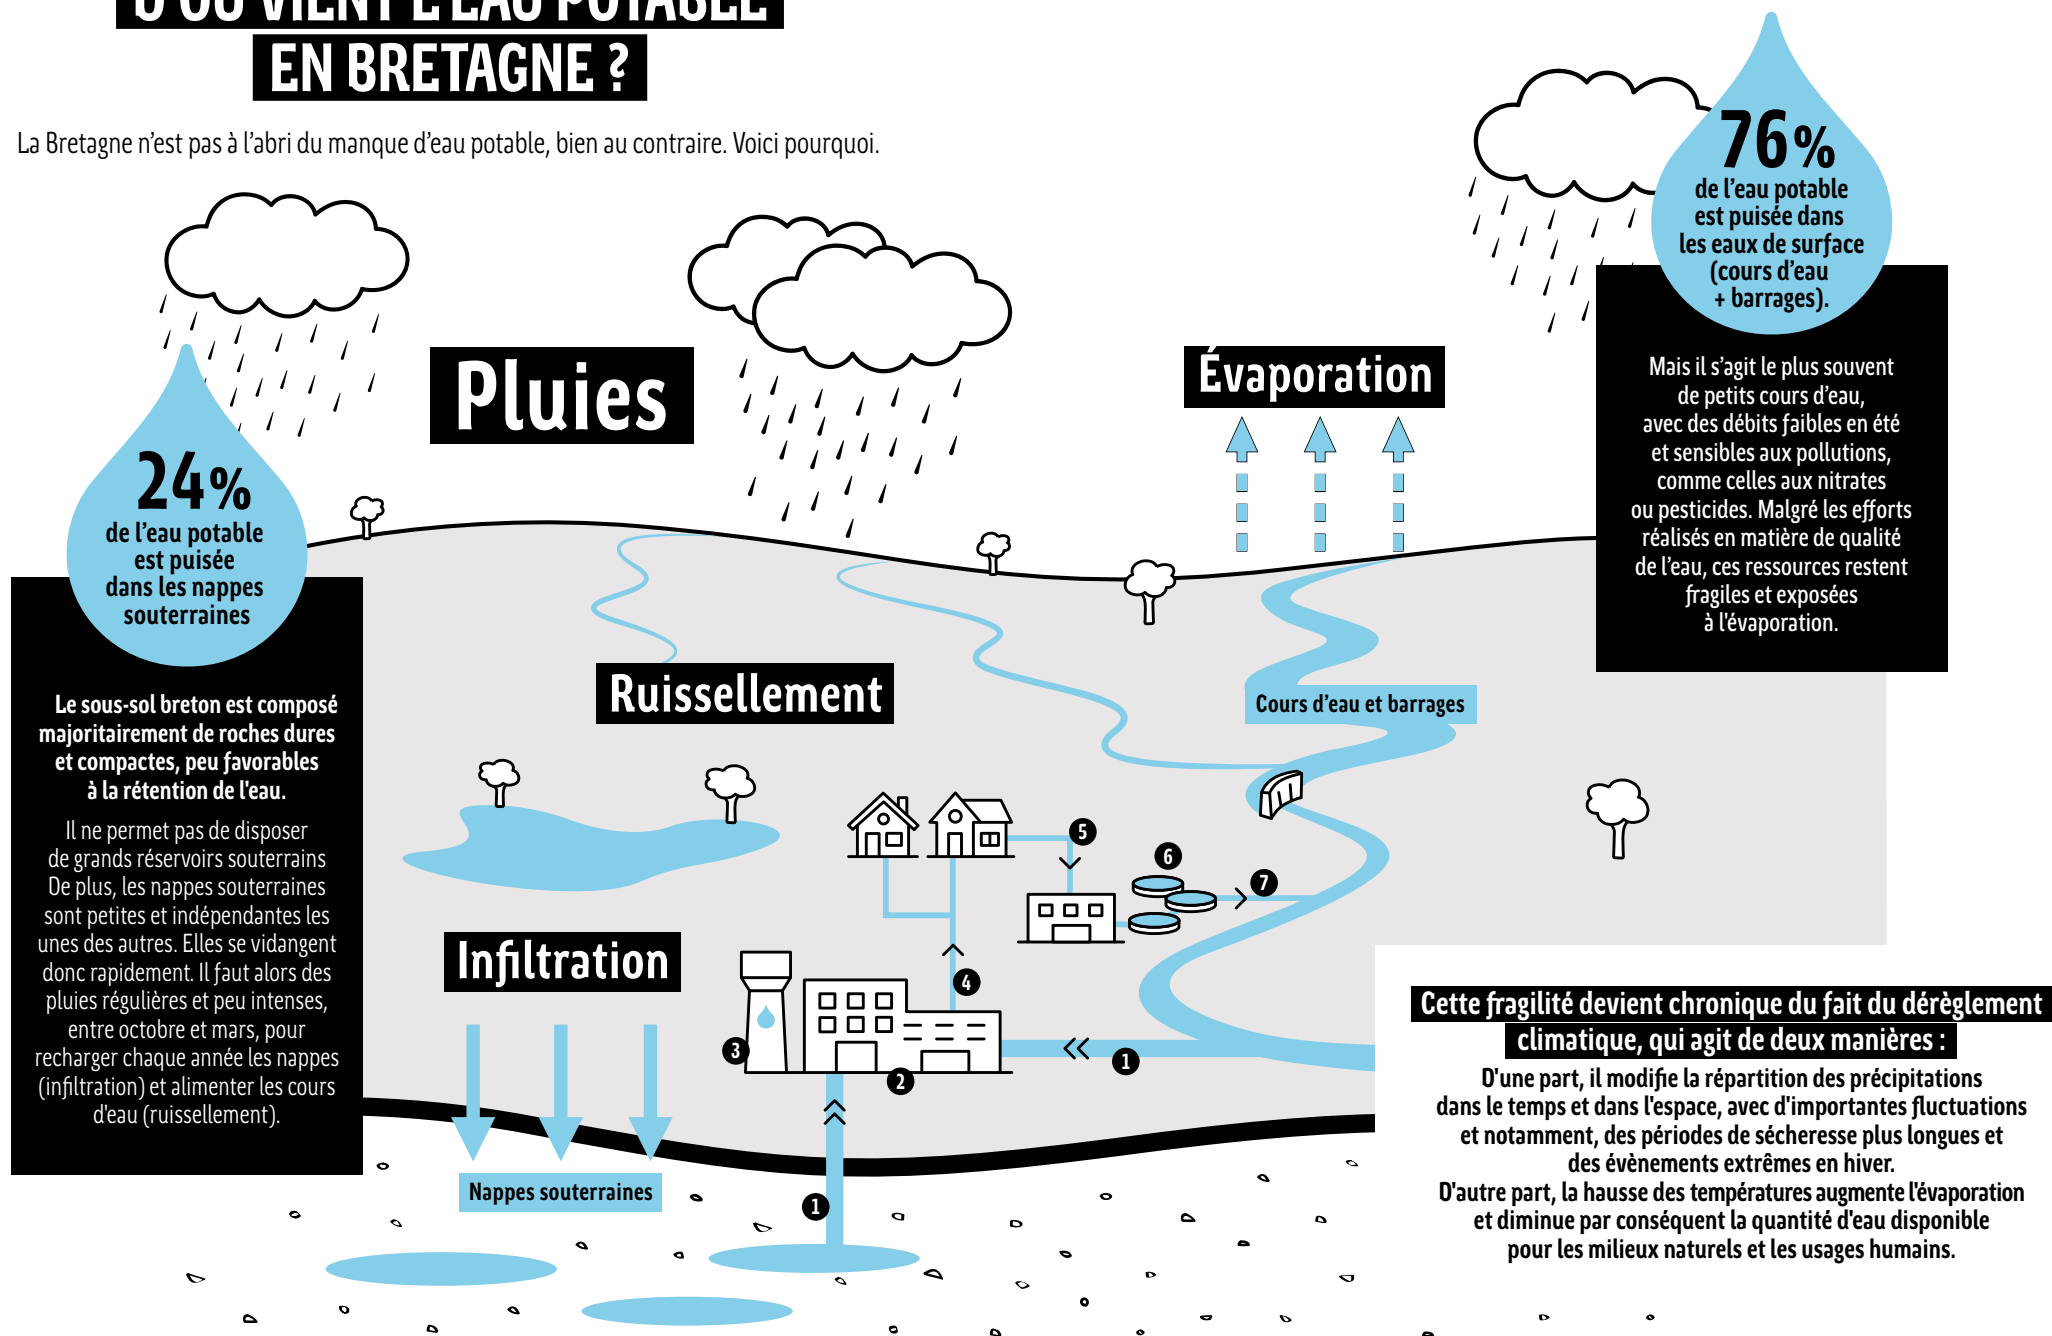 D'OÙ VIENT L'EAU POTABLE
EN BRETAGNE ?
La Bretagne n’est pas à l’abri du manque d’eau potable, bien au contraire. Voici pourquoi.
76%
de l’eau potable
est puisée dans
les eaux de surface
(cours d’eau
+ barrages).
Mais il s’agit le plus souvent
de petits cours d’eau,
avec des débits faibles en été
et sensibles aux pollutions,
comme celles aux nitrates
ou pesticides. Malgré les efforts
réalisés en matière de qualité
de l’eau, ces ressources restent
fragiles et exposées
à l'évaporation.
Pluies
Évaporation
24%
de l’eau potable
est puisée
dans les nappes
souterraines
Le sous-sol breton est composé
majoritairement de roches dures
et compactes, peu favorables
à la rétention de l'eau.
Il ne permet pas de disposer
de grands réservoirs souterrains
De plus, les nappes souterraines
sont petites et indépendantes les
unes des autres. Elles se vidangent
donc rapidement. Il faut alors des
pluies régulières et peu intenses,
entre octobre et mars, pour
recharger chaque année les nappes
(infiltration) et alimenter les cours
d'eau (ruissellement).
Ruissellement
Cours d’eau et barrages
5
6
7
Infiltration
4
3
2
1
Nappes souterraines
1
Cette fragilité devient chronique du fait du dérèglement
climatique, qui agit de deux manières :
D'une part, il modifie la répartition des précipitations
dans le temps et dans l'espace, avec d'importantes fluctuations
et notamment, des périodes de sécheresse plus longues et
des évènements extrêmes en hiver.
D'autre part, la hausse des températures augmente l'évaporation
et diminue par conséquent la quantité d'eau disponible
pour les milieux naturels et les usages humains.